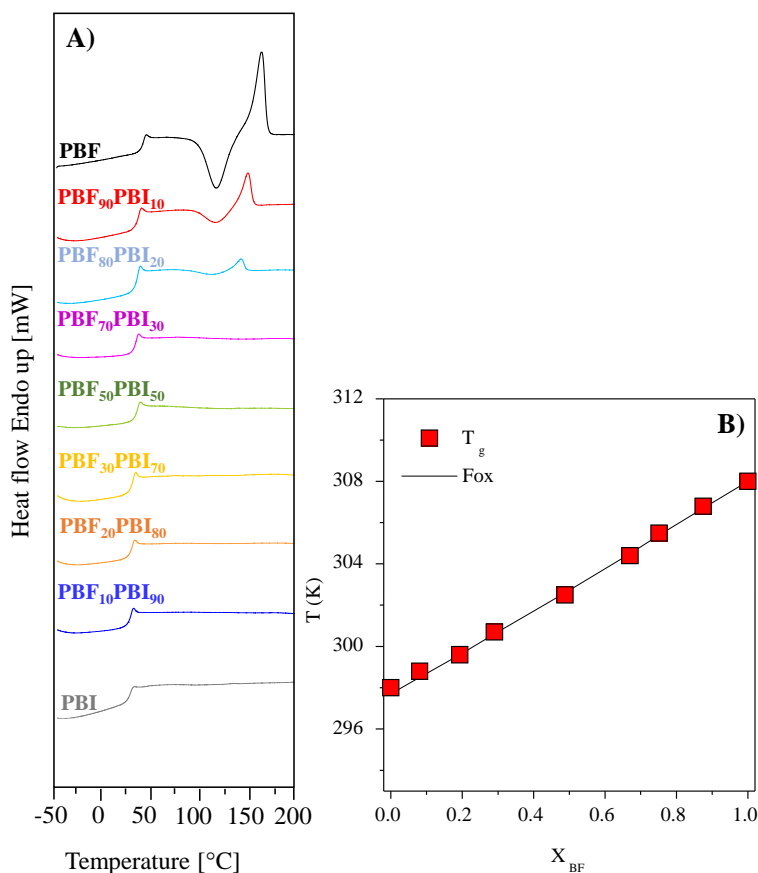 A)
PBF
PBF90PBI10
PBF80PBI20
PBF70PBI30
PBF50PBI50
PBF30PBI70
PBF20PBI80
PBF10PBI90
PBI
Heat flow Endo up [mW]
-50 0 50 100 150 200
Temperature [°C]
B)
Tg
Fox
312
308
304
300
296
T (K)
0.0 0.2 0.4 0.6 0.8 1.0
XBF